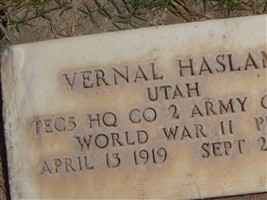 VERNAL HASLAM
UTAH
TEC5 HQ CO 2 ARMY
WORLD WAR II
APRIL 13 1919 SEPT